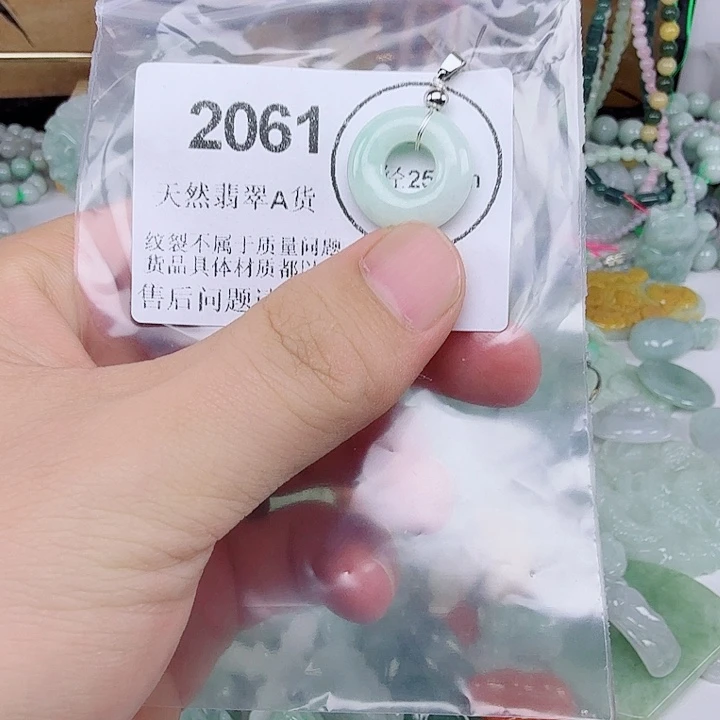 2061
天然翡翠A货
径25
纹裂不属于质量问题
货品具体材质都以
售后问题